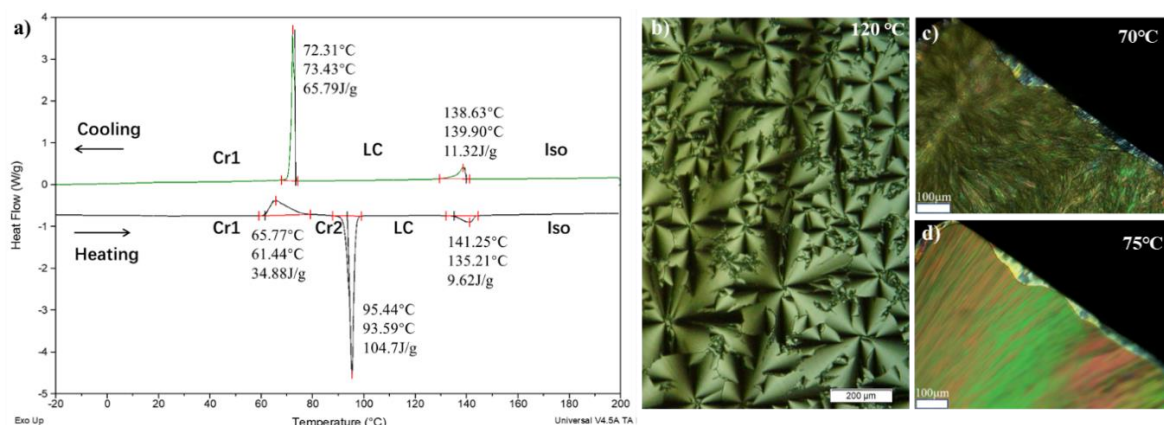 a)
4
3
2
1
0
-1
-2
-3
-4
-5
Heat Flow (W/g)
72.31°C
73.43°C
65.79J/g
138.63°C
139.90°C
11.32J/g
Cooling
Cr1
LC
Iso
Cr1
Cr2
LC
Iso
Heating
65.77°C
61.44°C
34.88J/g
141.25°C
135.21°C
9.62J/g
95.44°C
93.59°C
104.7J/g
-20
0
20
40
60
80
100
120
140
160
180
200
Exo Up
Temperature (°C)
Universal V4.5A TA
b)
120 °C
200 µm
c)
70°C
100µm
d)
75°C
100µm